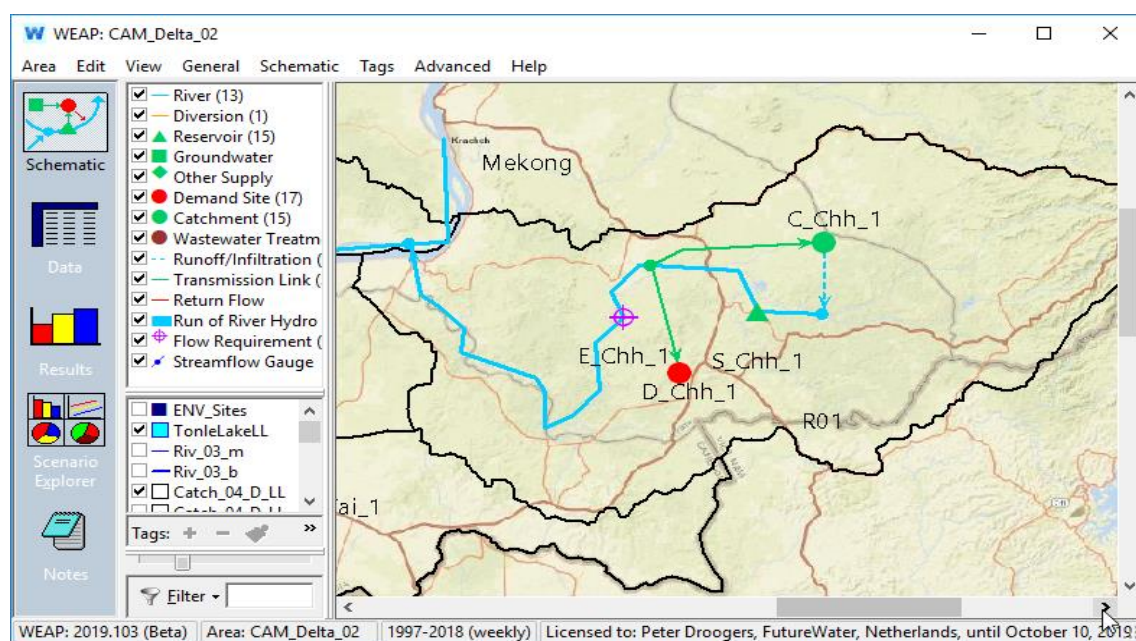 WEAP: CAM_Delta_02
Area Edit View General Schematic Tags Advanced Help
Schematic
Data
Results
Scenario
Explorer
Notes
River (13)
Diversion (1)
Reservoir (15)
Groundwater
Other Supply
Demand Site (17)
Catchment (15)
Wastewater Treatm
Runoff/Infiltration (
Transmission Link (
Return Flow
Run of River Hydro
Flow Requirement (
Streamflow Gauge
ENV_Sites
TonleLakeLL
Riv_03_m
Riv_03_b
Catch_04_D_LL
Tags:
Filter
Kracheh
Mekong
C_Chh_1
E_Chh_1
S_Chh_1
D_Chh_1
R01
ai_1
WEAP: 2019.103 (Beta) Area: CAM_Delta_02 1997-2018 (weekly) Licensed to: Peter Droogers, FutureWater, Netherlands, until October 10, 2019